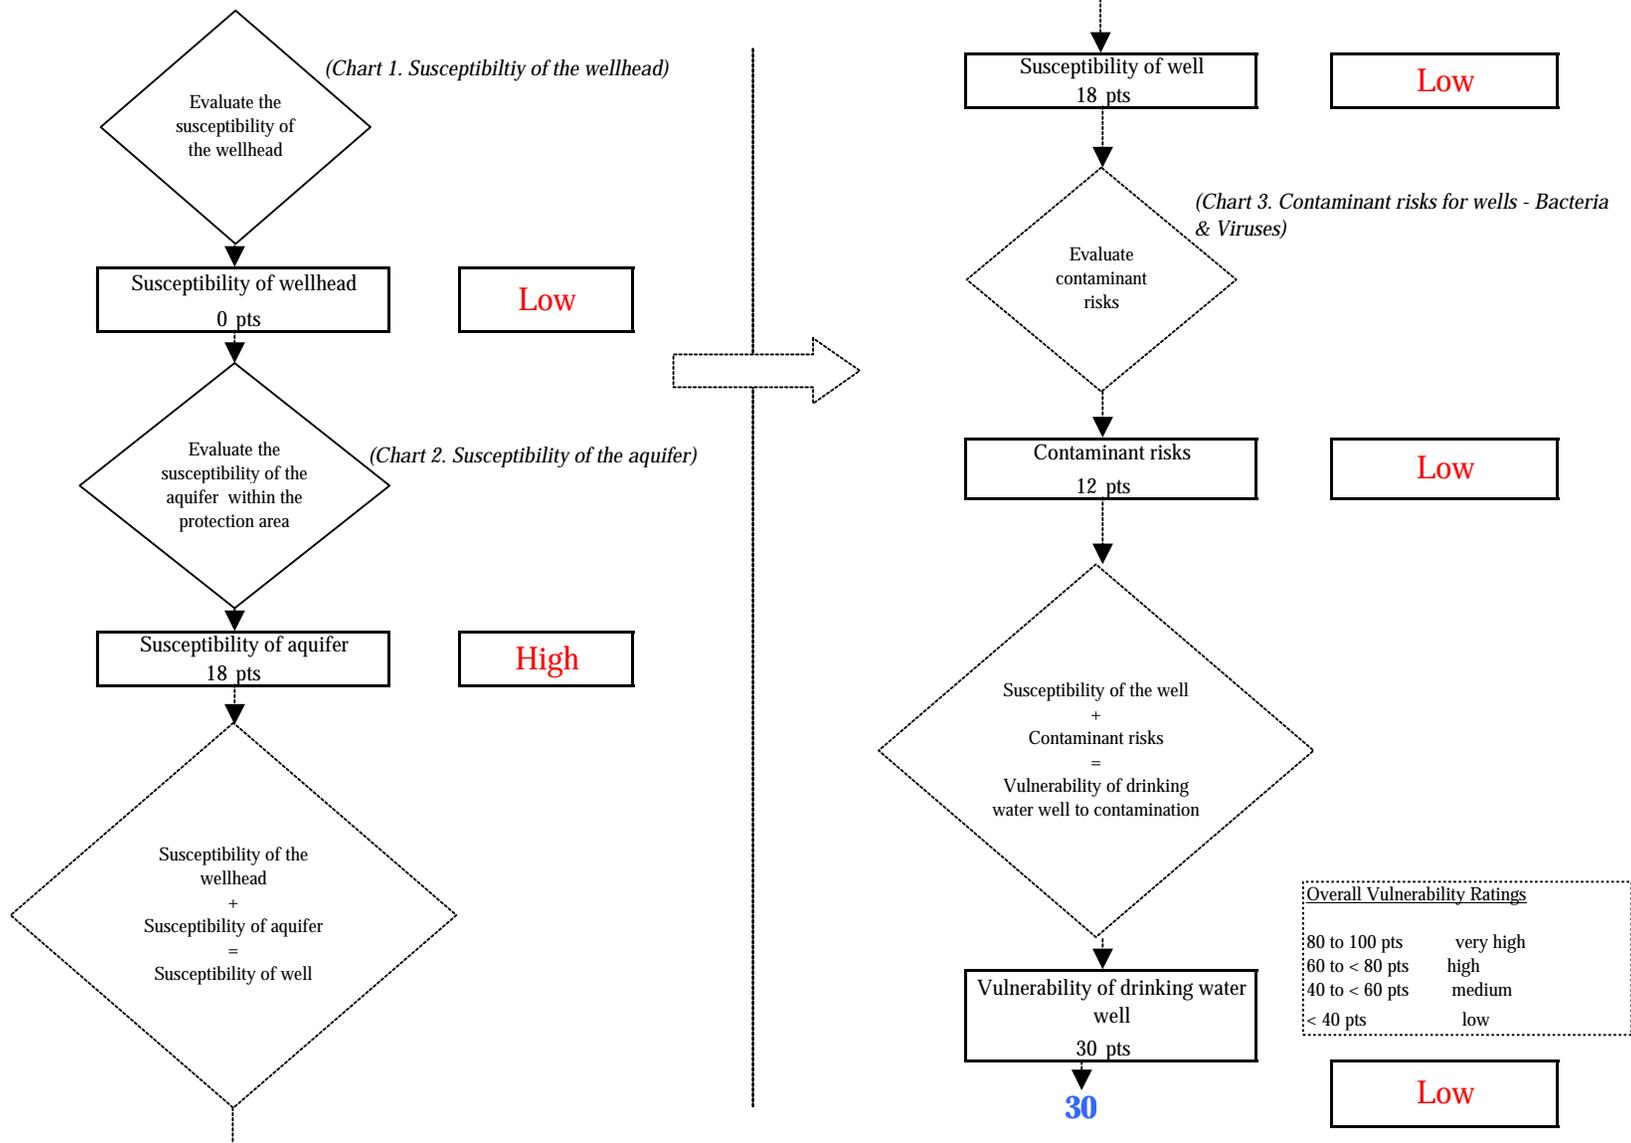 (Chart 1. Susceptibiltiy of the wellhead)
Evaluate the
susceptibility of
the wellhead
Susceptibility of wellhead
0 pts
Low
(Chart 2. Susceptibility of the aquifer)
Evaluate the
susceptibility of the
aquifer within the
protection area
Susceptibility of aquifer
18 pts
High
Susceptibility of the
wellhead
+
Susceptibility of aquifer
=
Susceptibility of well
Susceptibility of well
18 pts
Low
(Chart 3. Contaminant risks for wells - Bacteria
& Viruses)
Evaluate
contaminant
risks
Contaminant risks
12 pts
Low
Susceptibility of the well
+
Contaminant risks
=
Vulnerability of drinking
water well to contamination
Overall Vulnerability Ratings
80 to 100 pts very high
60 to < 80 pts high
40 to < 60 pts medium
< 40 pts low
Vulnerability of drinking water
well
30 pts
30
Low